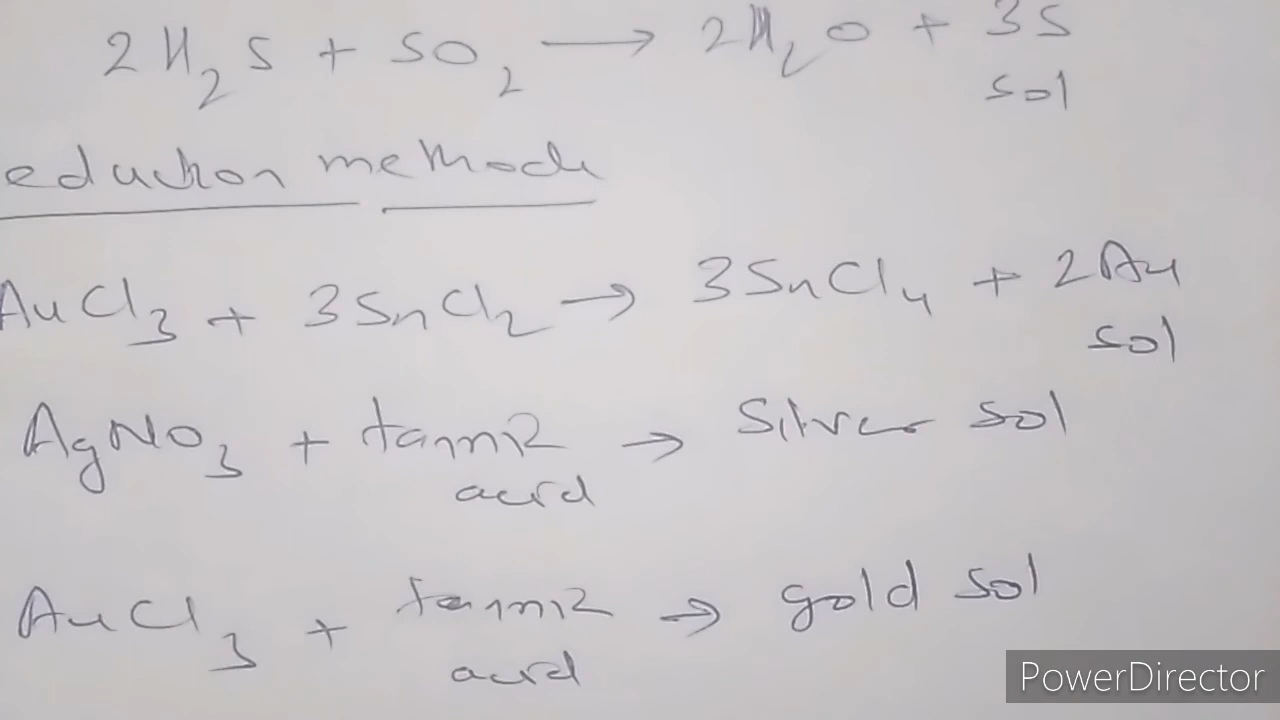 2H₂S + SO₂ → 2H₂O + 3S
sol
eduction methode
AuCl₃ + 3SnCl₂ → 3SnCl₄ + 2Au
sol
AgNO₃ + tannic → Silver sol
acid
AuCl₃ + tannic → gold sol
acid
PowerDirector